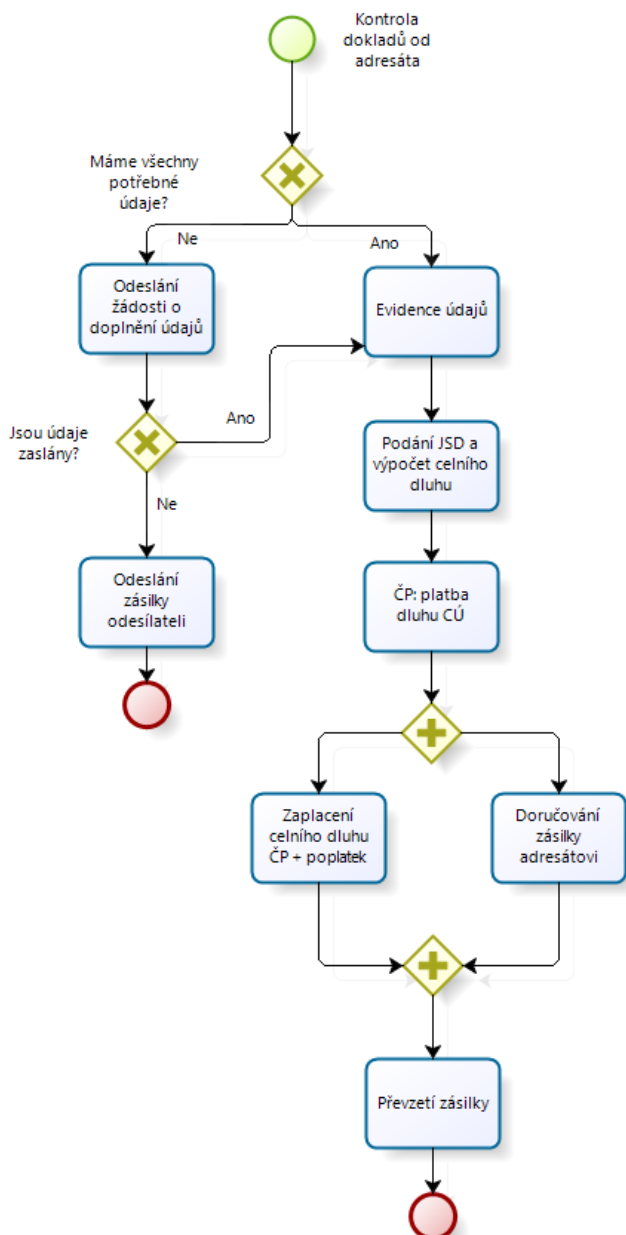 Kontrola
dokladů od
adresáta
Máme všechny
potřebné
údaje?
Ne
Ano
Odeslání
žádosti o
doplnění údajů
Evidence údajů
Jsou údaje
zaslány?
Ano
Ne
Podání JSD a
výpočet celního
dluhu
Odeslání
zásilky
odesílateli
ČP: platba
dluhu CÚ
Zaplacení
celního dluhu
ČP + poplatek
Doručování
zásilky
adresátovi
Převzetí zásilky